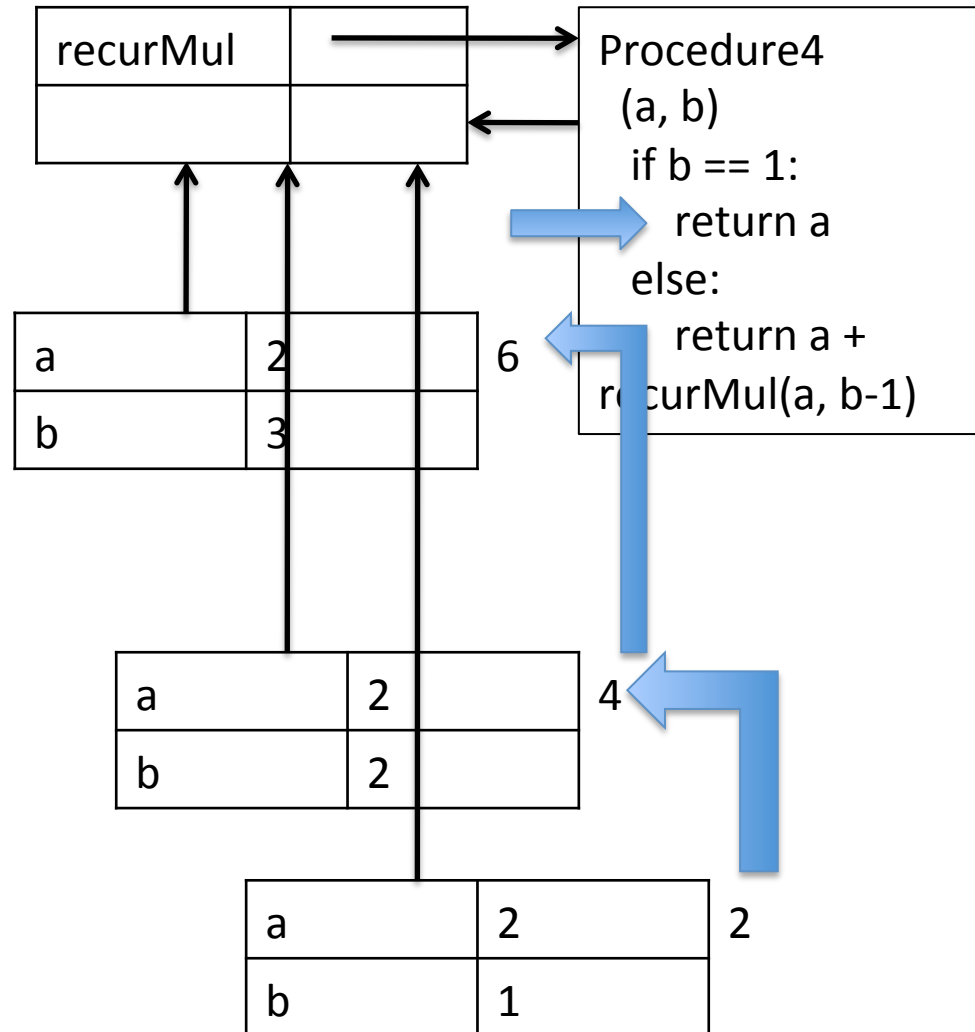 recurMul
Procedure4
(a, b)
if b == 1:
return a
else:
return a +
recurMul(a, b-1)
a 2 6
b 3
a 2 4
b 2
a 2 2
b 1